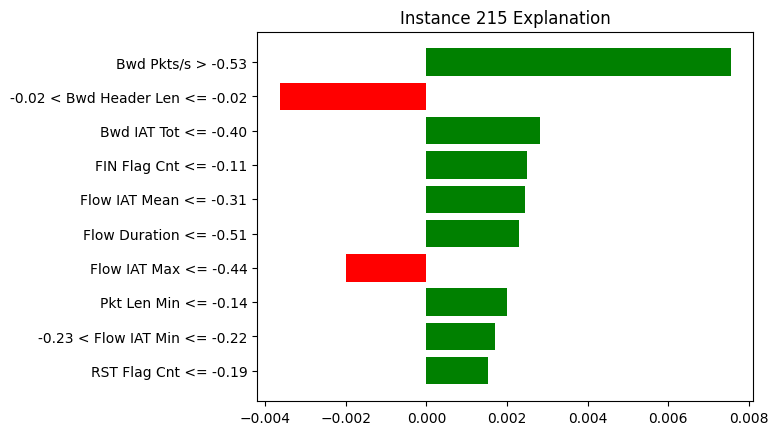 Instance 215 Explanation
Bwd Pkts/s > -0.53
-0.02 < Bwd Header Len <= -0.02
Bwd IAT Tot <= -0.40
FIN Flag Cnt <= -0.11
Flow IAT Mean <= -0.31
Flow Duration <= -0.51
Flow IAT Max <= -0.44
Pkt Len Min <= -0.14
-0.23 < Flow IAT Min <= -0.22
RST Flag Cnt <= -0.19
−0.004 −0.002 0.000 0.002 0.004 0.006 0.008